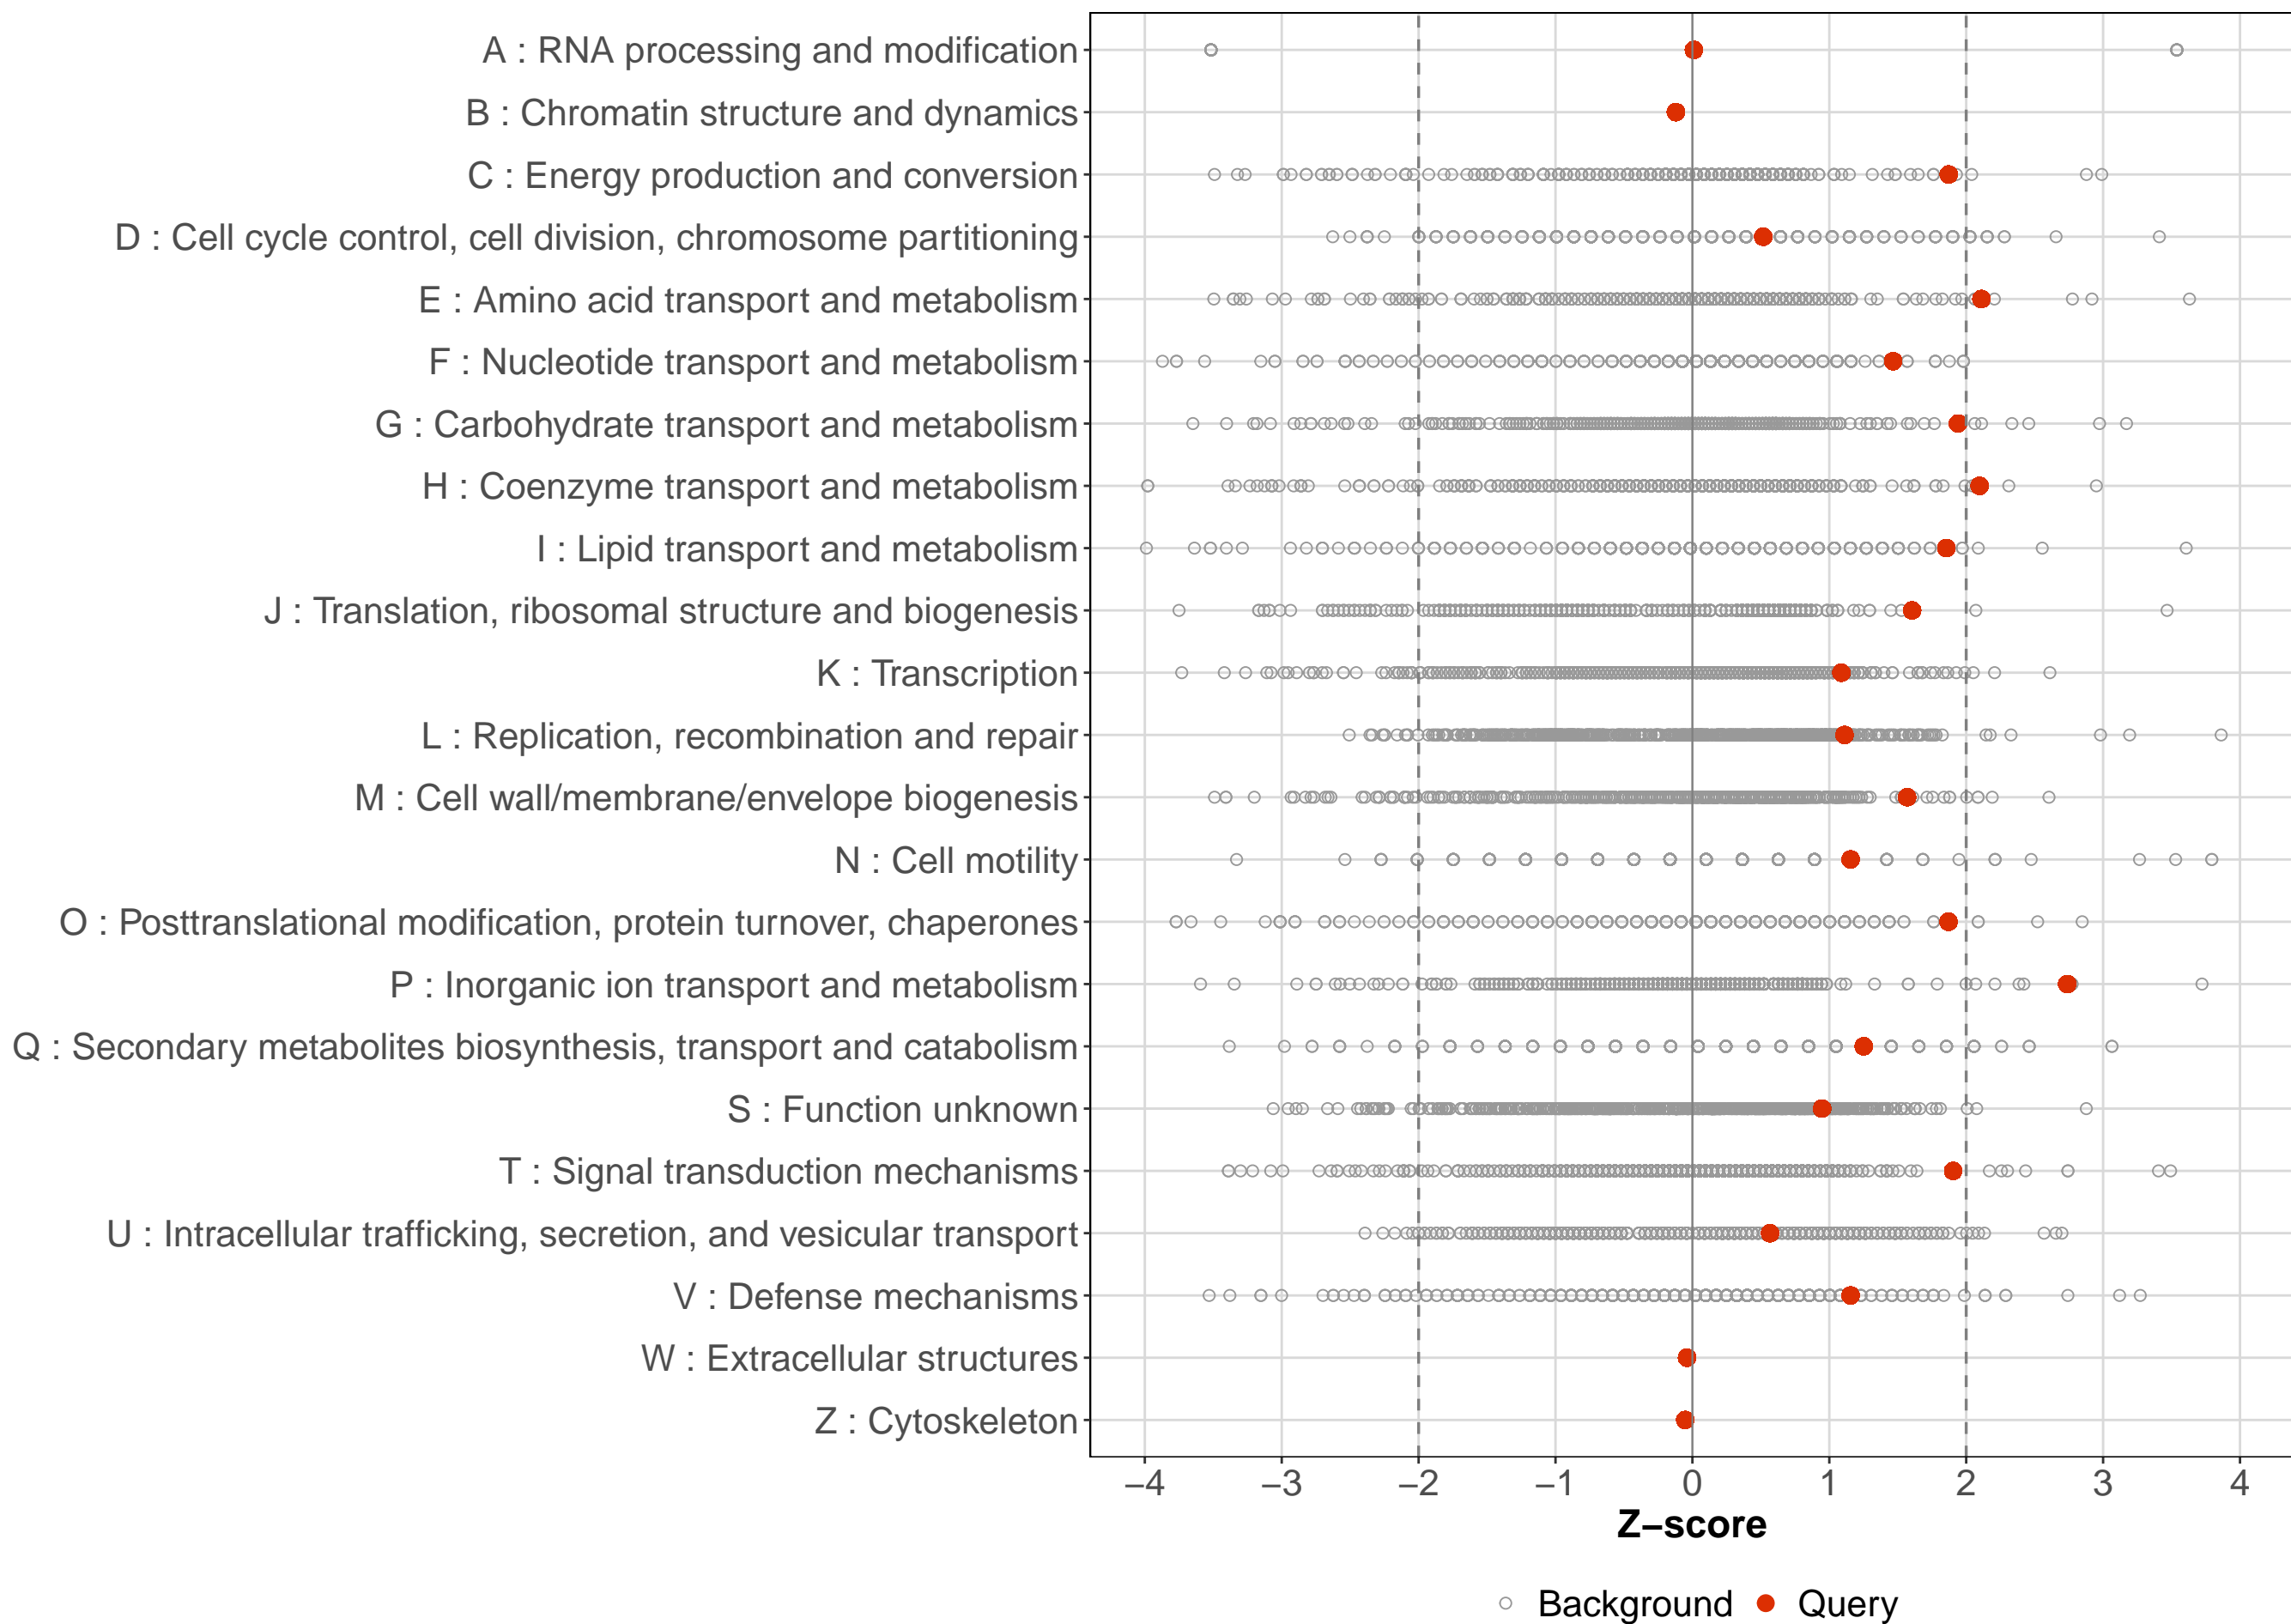 A : RNA processing and modification
B : Chromatin structure and dynamics
C : Energy production and conversion
D : Cell cycle control, cell division, chromosome partitioning
E : Amino acid transport and metabolism
F : Nucleotide transport and metabolism
G : Carbohydrate transport and metabolism
H : Coenzyme transport and metabolism
I : Lipid transport and metabolism
J : Translation, ribosomal structure and biogenesis
K : Transcription
L : Replication, recombination and repair
M : Cell wall/membrane/envelope biogenesis
N : Cell motility
O : Posttranslational modification, protein turnover, chaperones
P : Inorganic ion transport and metabolism
Q : Secondary metabolites biosynthesis, transport and catabolism
S : Function unknown
T : Signal transduction mechanisms
U : Intracellular trafficking, secretion, and vesicular transport
V : Defense mechanisms
W : Extracellular structures
Z : Cytoskeleton
−4 −3 −2 −1 0 1 2 3 4
Z−score
Background Query